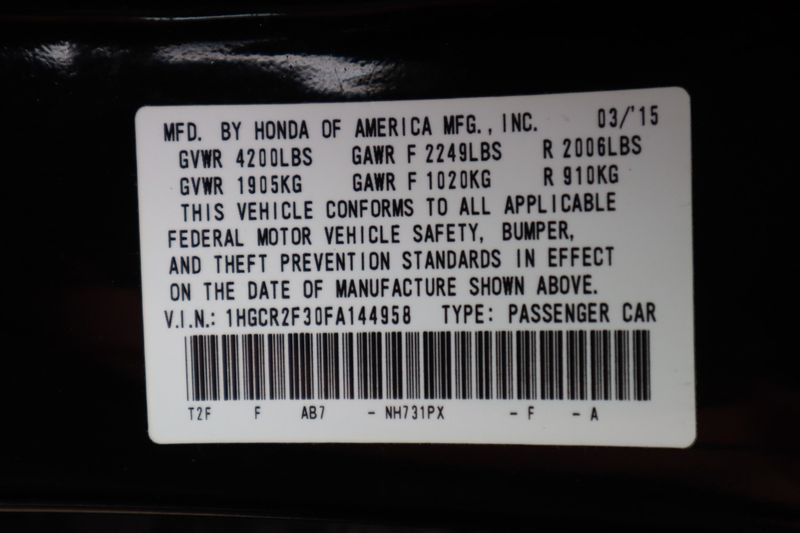 MFD. BY HONDA OF AMERICA MFG., INC. 03/'15
GVWR 4200LBS GAWR F 2249LBS R 2006LBS
GVWR 1905KG GAWR F 1020KG R 910KG
THIS VEHICLE CONFORMS TO ALL APPLICABLE
FEDERAL MOTOR VEHICLE SAFETY, BUMPER,
AND THEFT PREVENTION STANDARDS IN EFFECT
ON THE DATE OF MANUFACTURE SHOWN ABOVE.
V.I.N.: 1HGCR2F30FA144958 TYPE: PASSENGER CAR
T2F F AB7 - NH731PX - F - A